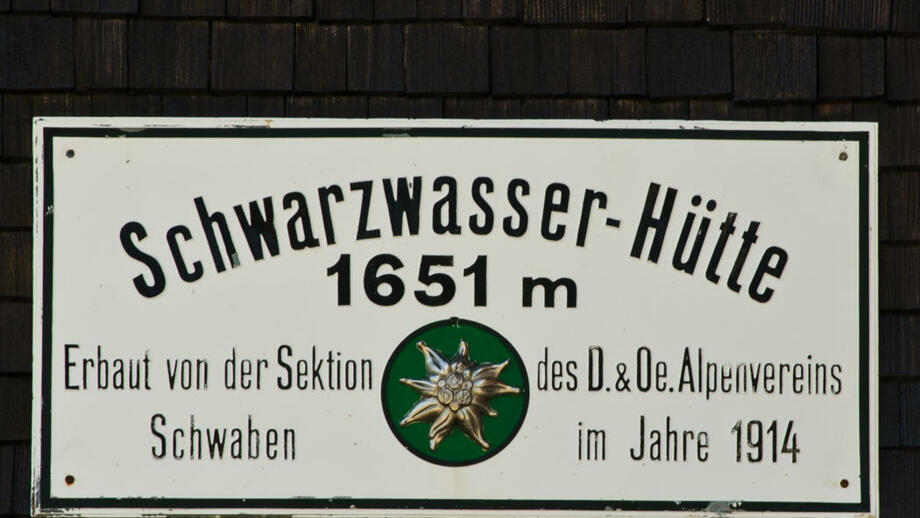 Schwarzwasser-Hütte
1651 m
Erbaut von der Sektion des D. & Oe. Alpenvereins
Schwaben im Jahre 1914